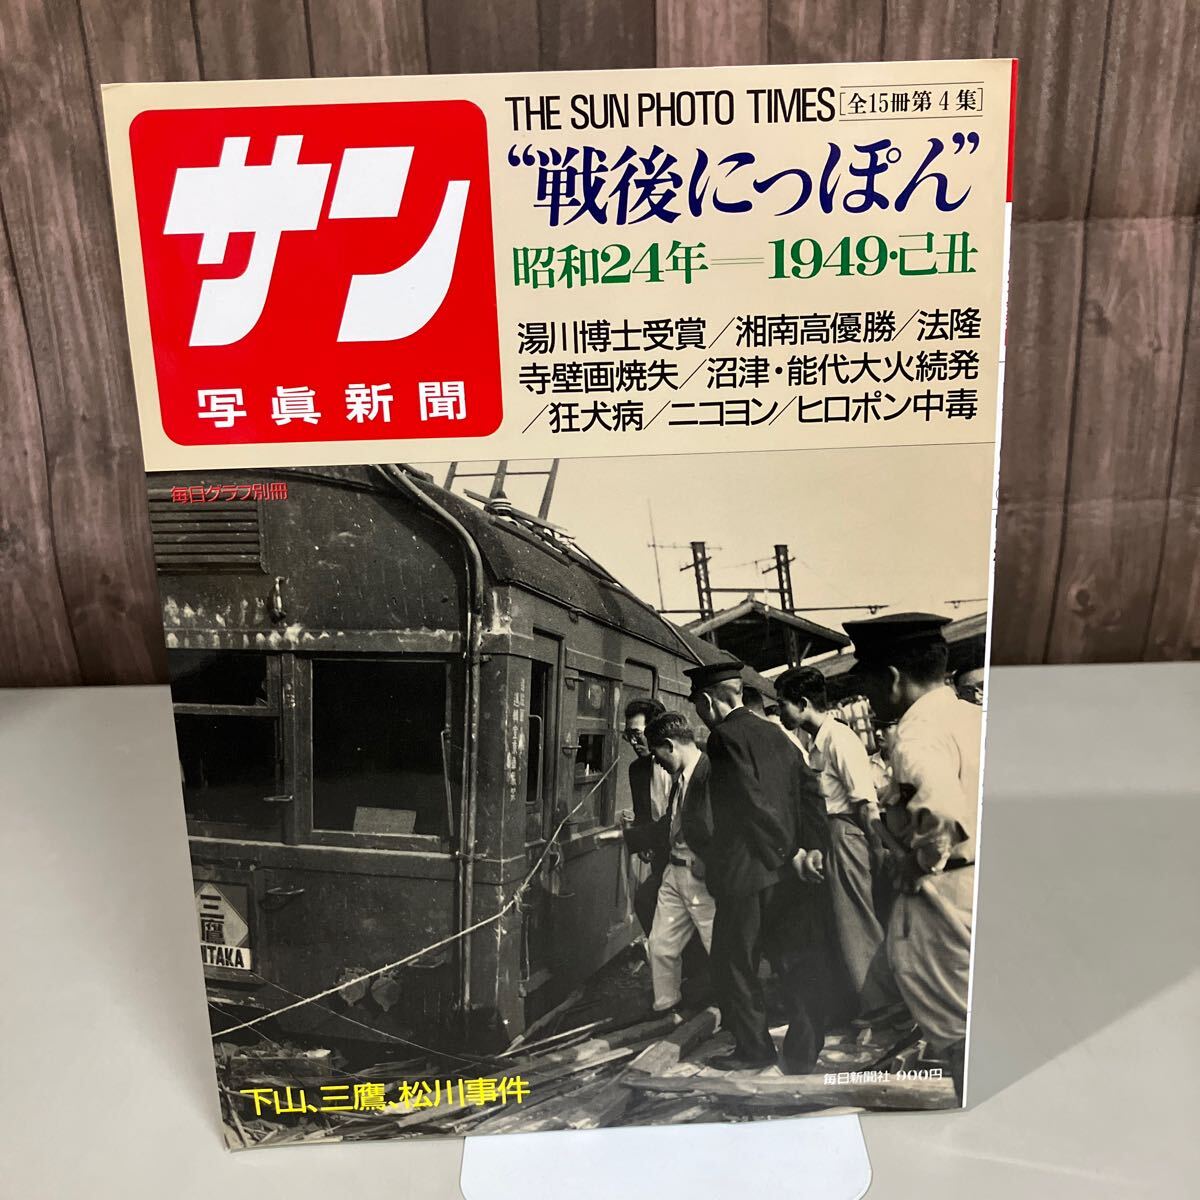 THE SUN PHOTO TIMES [全15冊第4集]
サン
写眞新聞
“戦後にっぽん”
昭和24年―1949・己丑
湯川博士受賞/湘南高優勝/法隆
寺壁画焼失/沼津・能代大火続発
/狂犬病/ニコヨン/ヒロポン中毒
毎日グラフ別冊
三鷹
MITAKA
下山、三鷹、松川事件
毎日新聞社 900円